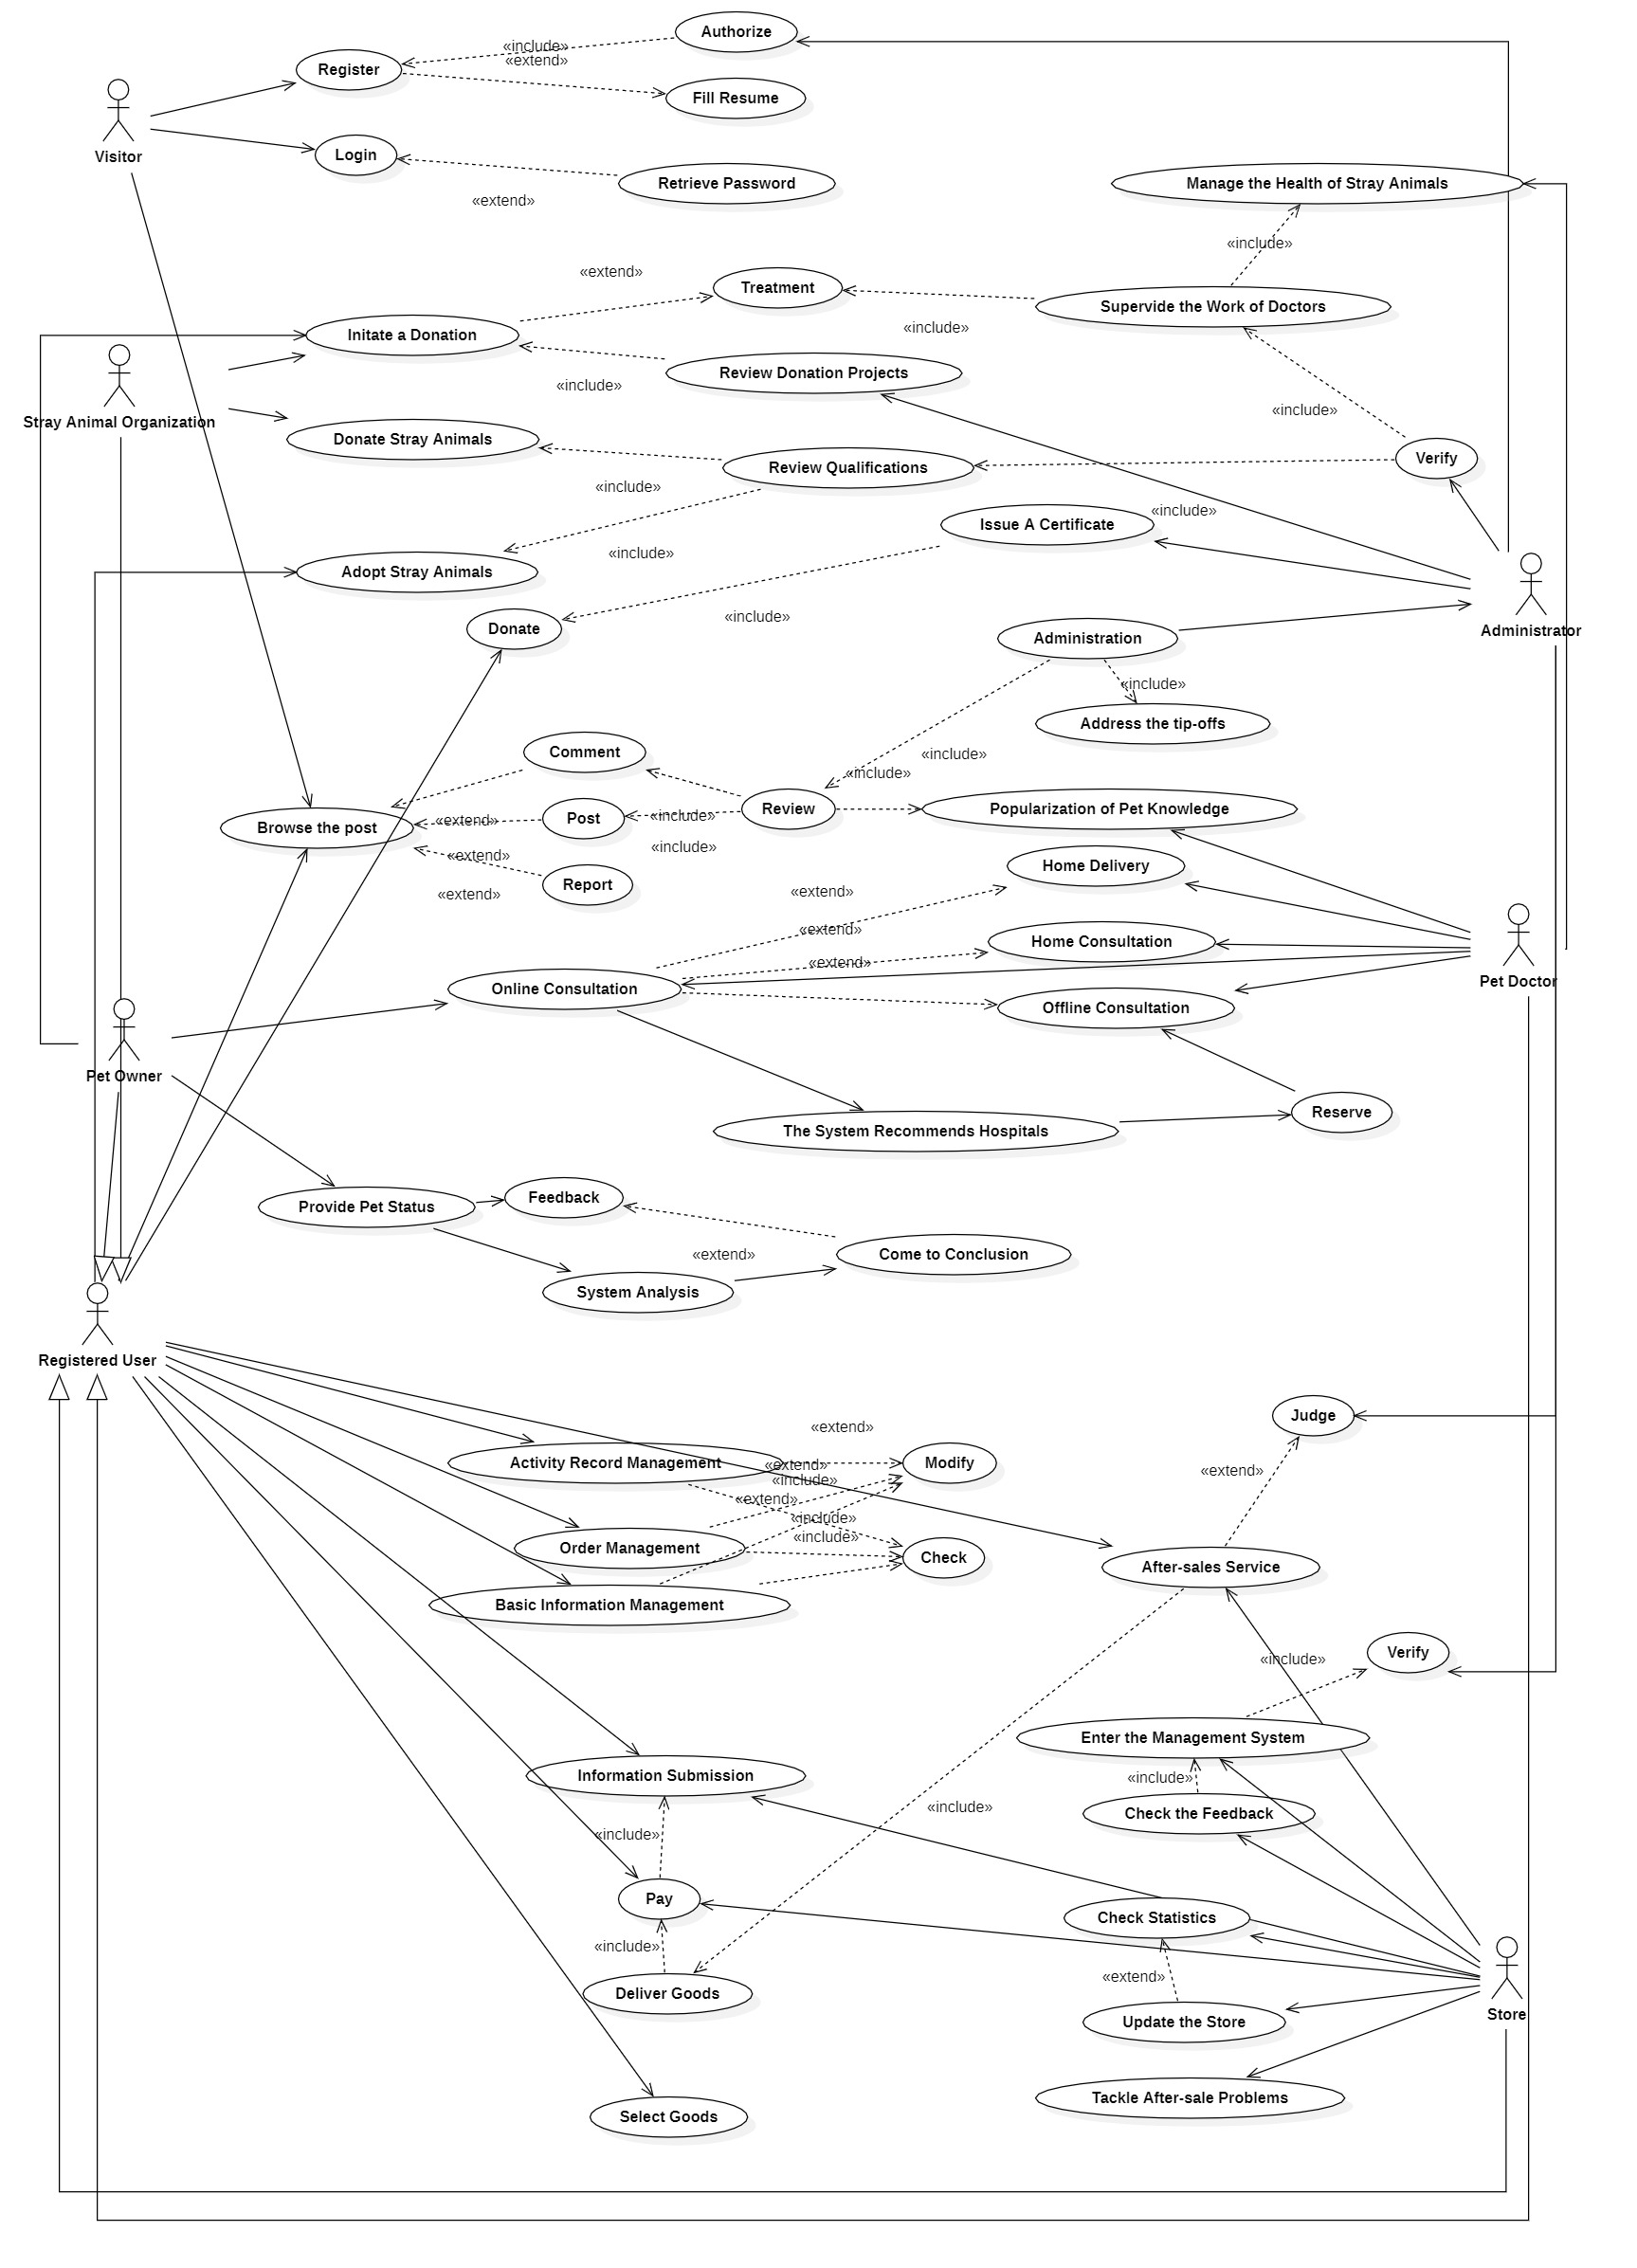 Authorize
«include»
«extend»
Register
Fill Resume
Visitor
Login
Retrieve Password
«extend»
Manage the Health of Stray Animals
«include»
«extend»
Treatment
Supervide the Work of Doctors
«include»
Initate a Donation
Review Donation Projects
«include»
Stray Animal Organization
«include»
Donate Stray Animals
Review Qualifications
Verify
«include»
«include»
Issue A Certificate
«include»
Adopt Stray Animals
«include»
Donate
Administration
Administrator
«include»
Address the tip-offs
Comment
«include»
«include»
Browse the post
«extend»
Post
«include»
Review
Popularization of Pet Knowledge
«include»
«extend»
Home Delivery
Report
«extend»
«extend»
«extend»
Home Consultation
«extend»
Online Consultation
Pet Doctor
Offline Consultation
Pet Owner
The System Recommends Hospitals
Reserve
Provide Pet Status
Feedback
«extend»
Come to Conclusion
System Analysis
Registered User
Judge
«extend»
Activity Record Management
«extend»
Modify
«include»
«extend»
«extend»
«include»
«include»
Order Management
Check
After-sales Service
Basic Information Management
«include»
Verify
Enter the Management System
Information Submission
«include»
«include»
Check the Feedback
«include»
Pay
Check Statistics
«include»
«extend»
Deliver Goods
Update the Store
Store
Tackle After-sale Problems
Select Goods